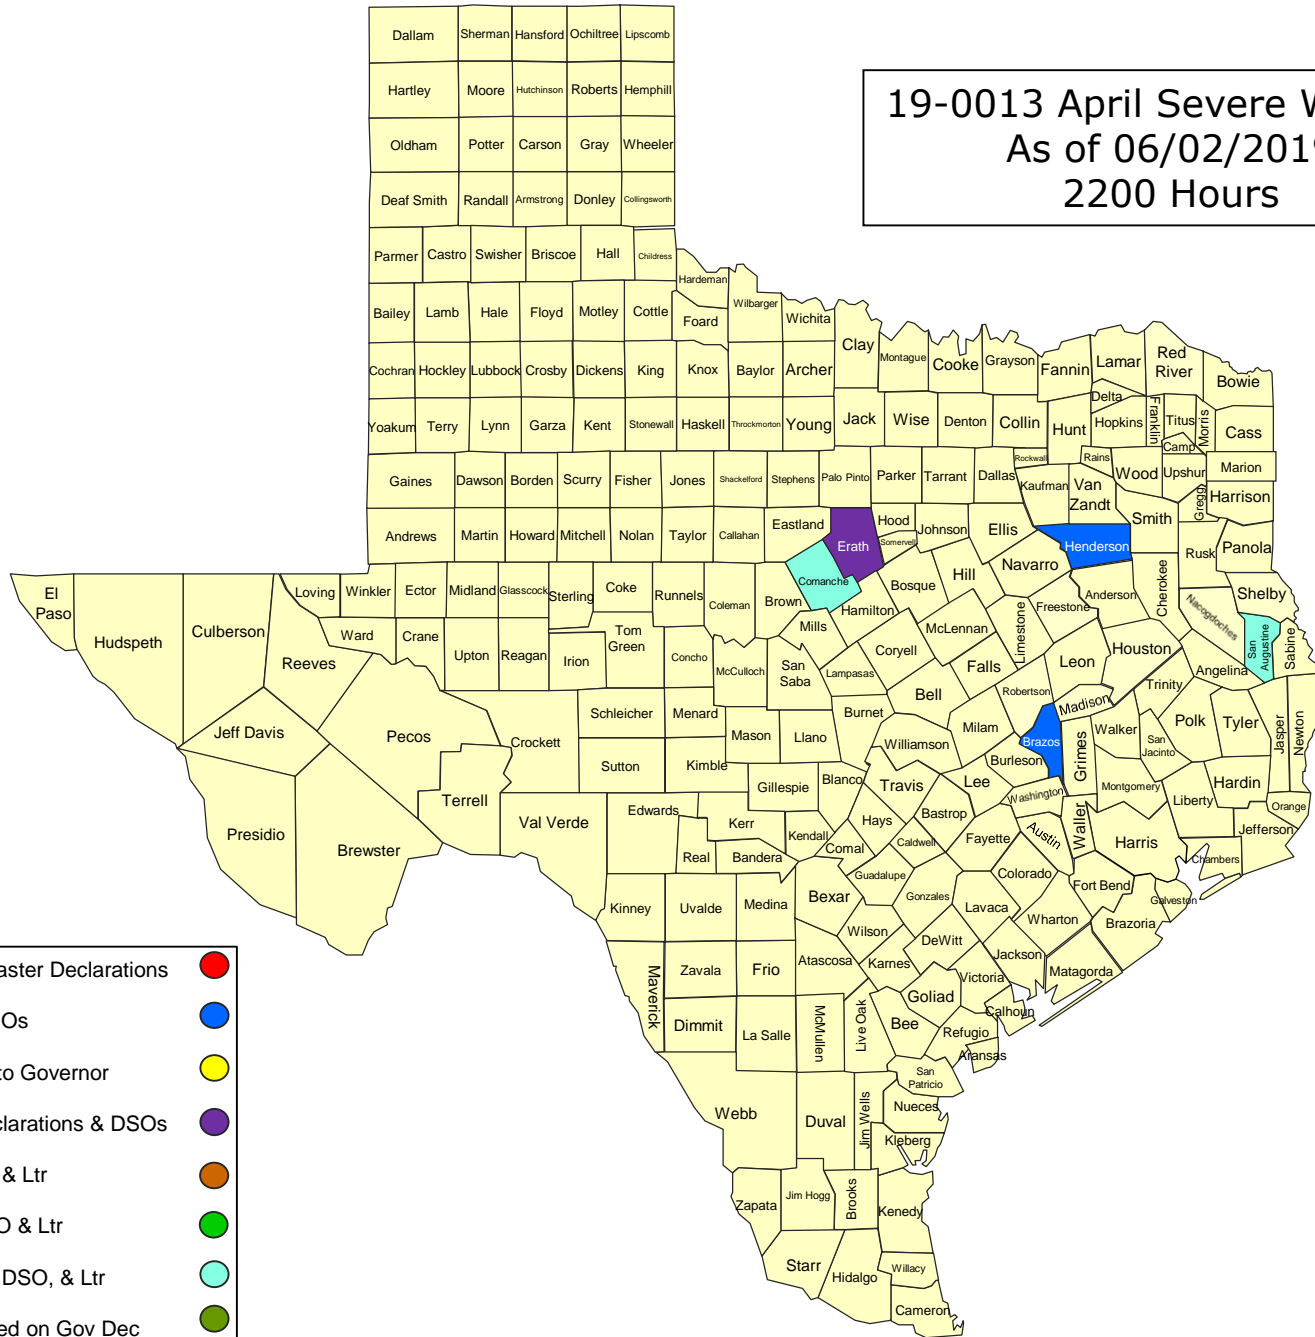 19-0013 April Severe W
As of 06/02/201
2200 Hours
Dallam Sherman Hansford Ochiltree Lipscomb
Hartley Moore Hutchinson Roberts Hemphill
Oldham Potter Carson Gray Wheeler
Deaf Smith Randall Armstrong Donley Collingsworth
Parmer Castro Swisher Briscoe Hall Childress Hardeman
Bailey Lamb Hale Floyd Motley Cottle Foard Wilbarger Wichita Clay Montague Cooke Grayson Fannin Lamar Red River Bowie
Cochran Hockley Lubbock Crosby Dickens King Knox Baylor Archer Delta
Yoakum Terry Lynn Garza Kent Stonewall Haskell Throckmorton Young Jack Wise Denton Collin Hunt Hopkins Franklin Titus Morris Cass
Camp Rockwall Rains
Gaines Dawson Borden Scurry Fisher Jones Shackelford Stephens Palo Pinto Parker Tarrant Dallas Kaufman Van Zandt Wood Upshur Marion
Gregg Harrison
Andrews Martin Howard Mitchell Nolan Taylor Callahan Eastland Erath Hood Somervell Johnson Ellis Henderson Smith Rusk Panola
El Paso Hudspeth Culberson Loving Winkler Ector Midland Glasscock Sterling Coke Runnels Coleman Brown Comanche Hamilton Bosque Hill Navarro Freestone Anderson Cherokee Nacogdoches Shelby
Reeves Ward Crane Upton Reagan Irion Tom Green Concho McCulloch San Saba Mills Lampasas Coryell McLennan Limestone Falls Leon Houston Angelina San Augustine Sabine
Jeff Davis Pecos Crockett Schleicher Menard Mason Llano Burnet Bell Milam Robertson Madison Trinity Walker San Jacinto Polk Tyler Jasper Newton
Terrell Sutton Kimble Gillespie Blanco Williamson Travis Lee Burleson Brazos Grimes Washington Montgomery Liberty Hardin Orange
Presidio Brewster Val Verde Edwards Kerr Kendall Hays Bastrop Caldwell Fayette Austin Waller Harris Jefferson Chambers
Real Bandera Comal Guadalupe Gonzales Colorado Fort Bend Galveston
Kinney Uvalde Medina Bexar Wilson Lavaca Wharton Brazoria
Maverick Zavala Frio Atascosa Karnes DeWitt Jackson Matagorda
Dimmit La Salle McMullen Live Oak Bee Goliad Victoria Calhoun Refugio Aransas
San Patricio
Webb Duval Jim Wells Nueces Kleberg
Zapata Jim Hogg Brooks Kenedy
Starr Hidalgo Willacy Cameron
aster Declarations
Os
to Governor
clarations & DSOs
& Ltr
O & Ltr
DSO, & Ltr
ed on Gov Dec